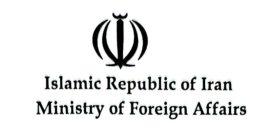 Islamic Republic of Iran
Ministry of Foreign Affairs